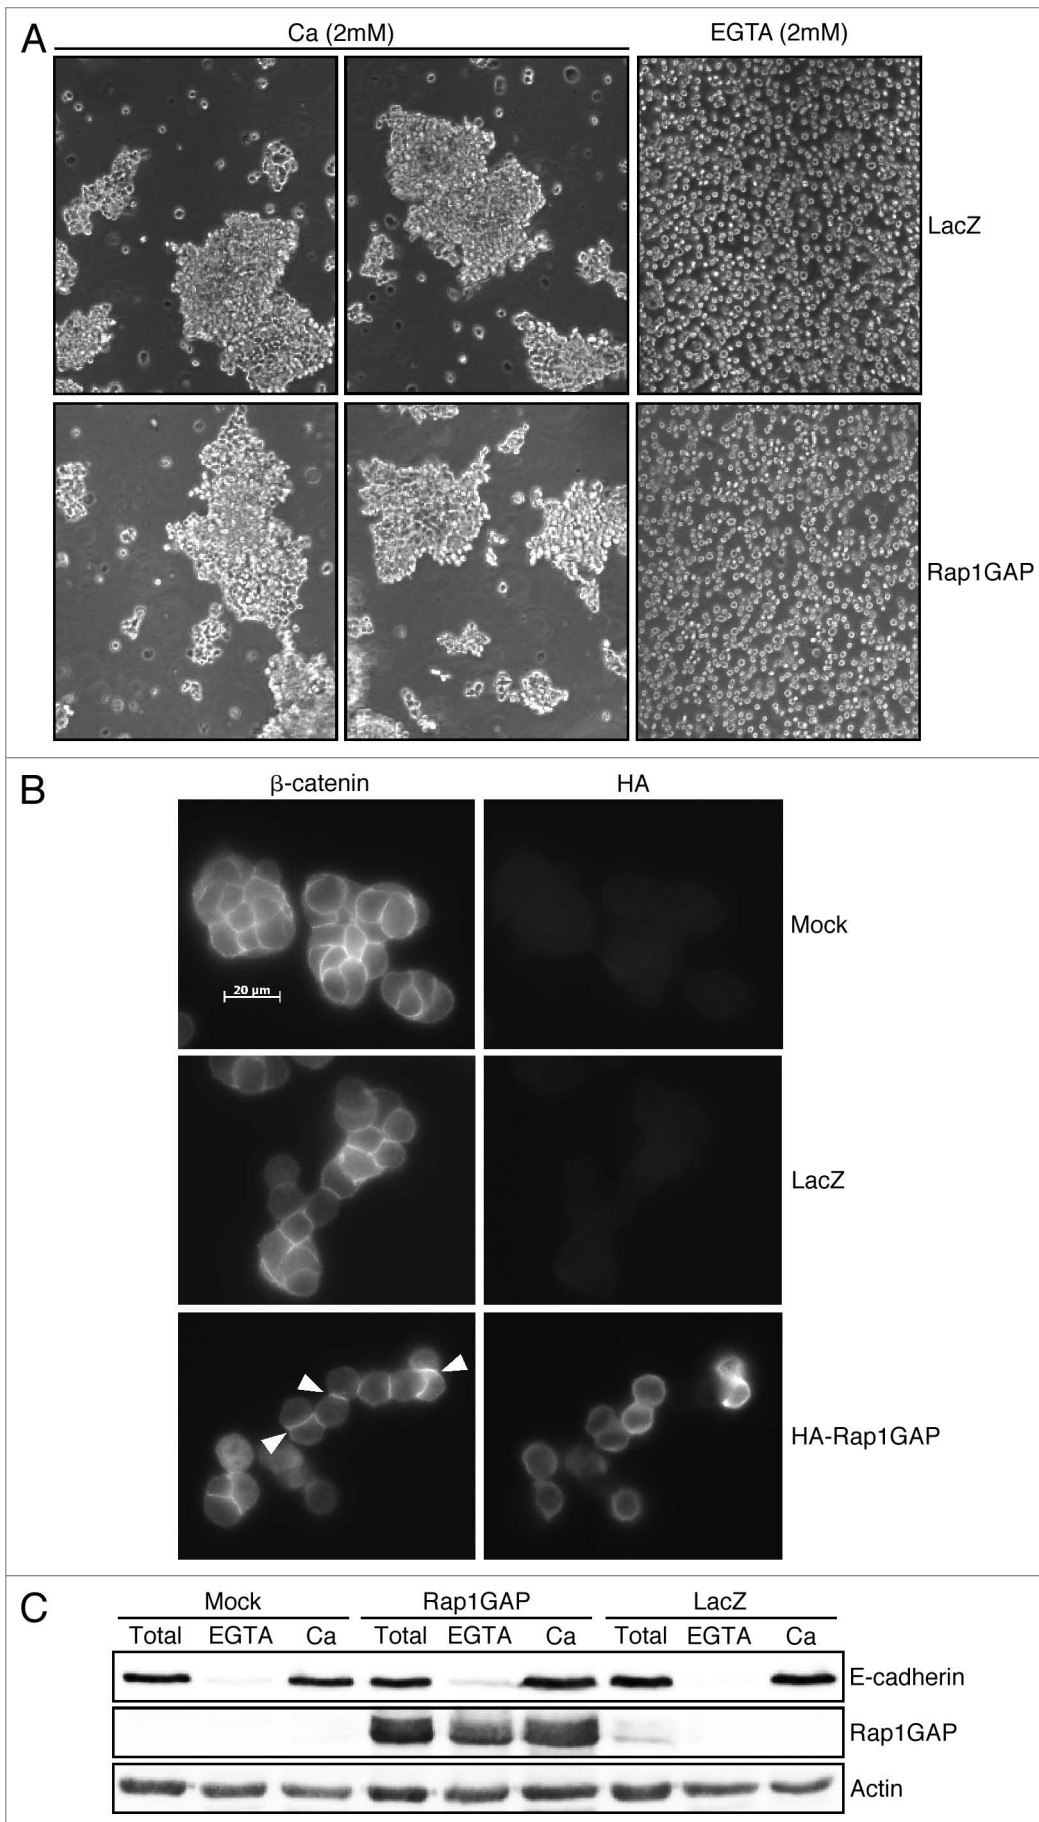 A
Ca (2mM)
EGTA (2mM)
LacZ
Rap1GAP
B
β-catenin
HA
20 µm
Mock
LacZ
HA-Rap1GAP
C
Mock
Rap1GAP
LacZ
Total EGTA Ca Total EGTA Ca Total EGTA Ca
E-cadherin
Rap1GAP
Actin